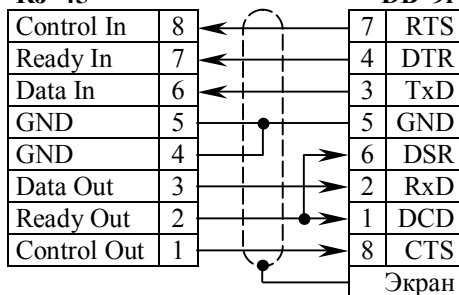 Control In 8 7 RTS
Ready In 7 4 DTR
Data In 6 3 TxD
GND 5 5 GND
GND 4 6 DSR
Data Out 3 2 RxD
Ready Out 2 1 DCD
Control Out 1 8 CTS
Экран